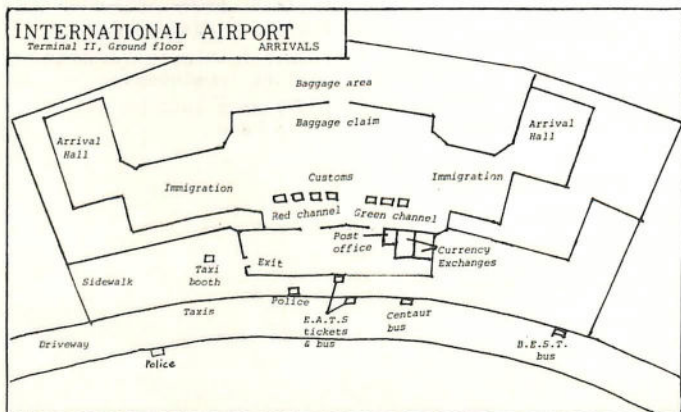 INTERNATIONAL AIRPORT
Terminal II, Ground floor ARRIVALS
Baggage area
Baggage claim
Arrival
Hall
Arrival
Hall
Immigration
Customs
Immigration
Red channel
Green channel
Post
office
Currency
Exchanges
Exit
Taxi
booth
Sidewalk
Police
Taxis
E.A.T.S
tickets
& bus
Centaur
bus
B.E.S.T.
bus
Driveway
Police